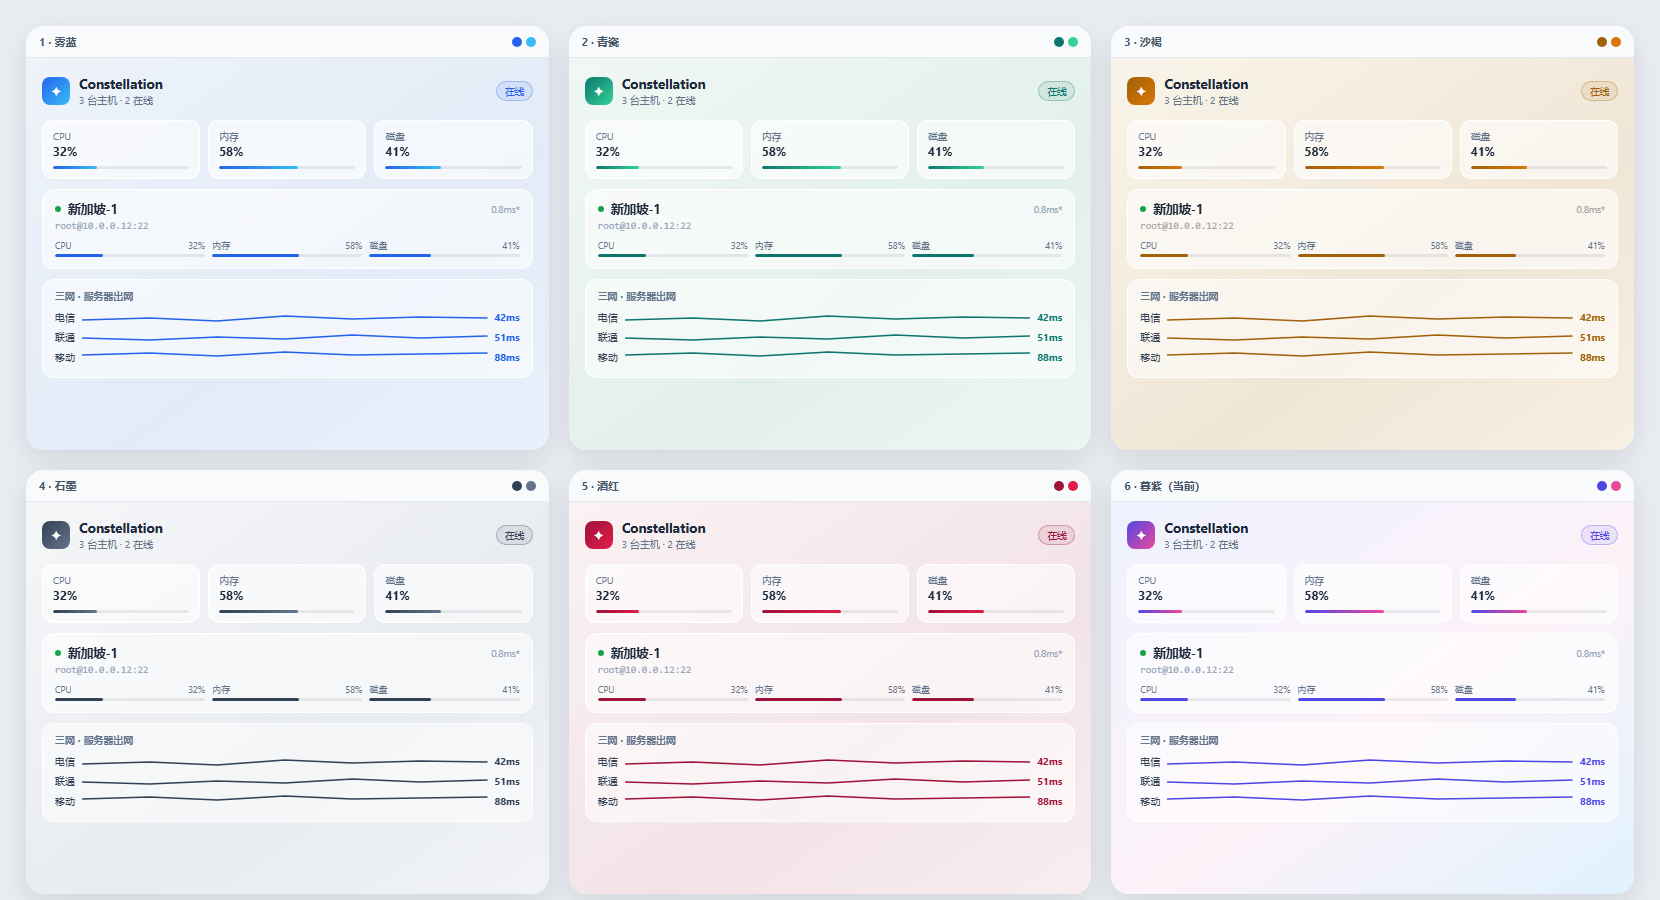 1 · 雾蓝
✦ Constellation
3 台主机 · 2 在线
在线
CPU
32%
内存
58%
磁盘
41%
新加坡-1
0.8ms*
root@10.0.0.12:22
CPU 32% 内存 58% 磁盘 41%
三网 · 服务器出网
电信 42ms
联通 51ms
移动 88ms
2 · 青瓷
✦ Constellation
3 台主机 · 2 在线
在线
CPU
32%
内存
58%
磁盘
41%
新加坡-1
0.8ms*
root@10.0.0.12:22
CPU 32% 内存 58% 磁盘 41%
三网 · 服务器出网
电信 42ms
联通 51ms
移动 88ms
3 · 沙褐
✦ Constellation
3 台主机 · 2 在线
在线
CPU
32%
内存
58%
磁盘
41%
新加坡-1
0.8ms*
root@10.0.0.12:22
CPU 32% 内存 58% 磁盘 41%
三网 · 服务器出网
电信 42ms
联通 51ms
移动 88ms
4 · 石墨
✦ Constellation
3 台主机 · 2 在线
在线
CPU
32%
内存
58%
磁盘
41%
新加坡-1
0.8ms*
root@10.0.0.12:22
CPU 32% 内存 58% 磁盘 41%
三网 · 服务器出网
电信 42ms
联通 51ms
移动 88ms
5 · 酒红
✦ Constellation
3 台主机 · 2 在线
在线
CPU
32%
内存
58%
磁盘
41%
新加坡-1
0.8ms*
root@10.0.0.12:22
CPU 32% 内存 58% 磁盘 41%
三网 · 服务器出网
电信 42ms
联通 51ms
移动 88ms
6 · 暮紫（当前）
✦ Constellation
3 台主机 · 2 在线
在线
CPU
32%
内存
58%
磁盘
41%
新加坡-1
0.8ms*
root@10.0.0.12:22
CPU 32% 内存 58% 磁盘 41%
三网 · 服务器出网
电信 42ms
联通 51ms
移动 88ms